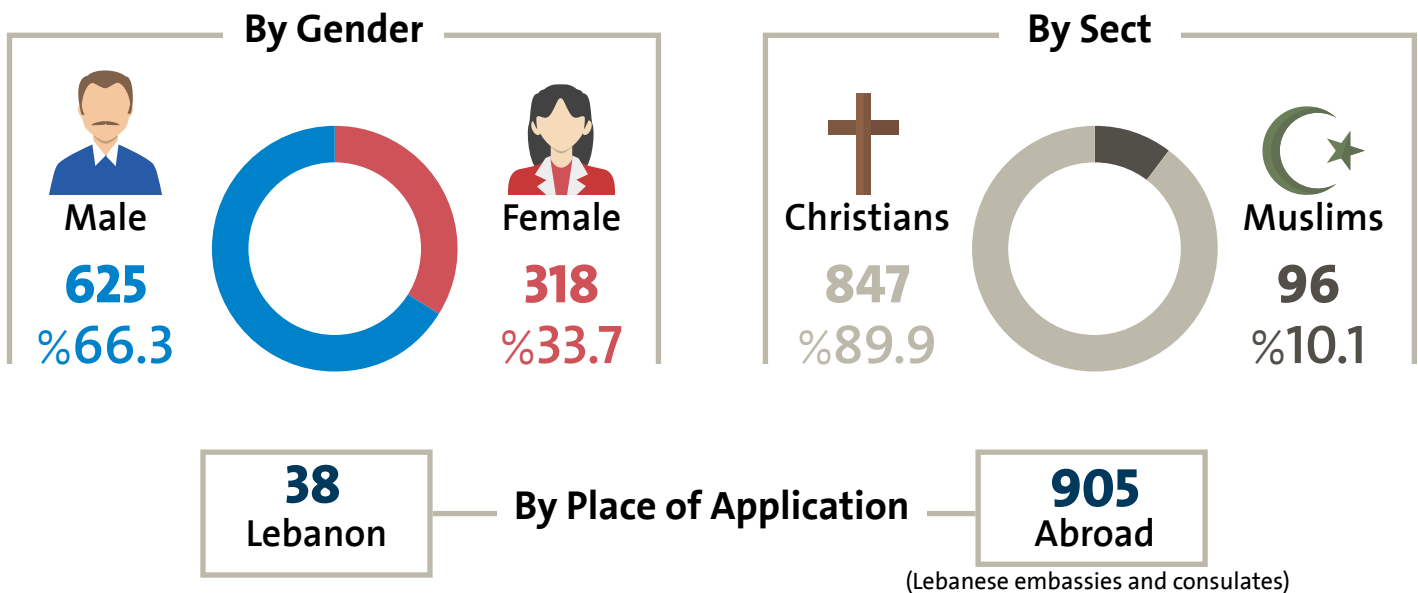 By Gender
Male
625
%66.3
Female
318
%33.7
By Sect
Christians
847
%89.9
Muslims
96
%10.1
38
Lebanon
By Place of Application
905
Abroad
(Lebanese embassies and consulates)